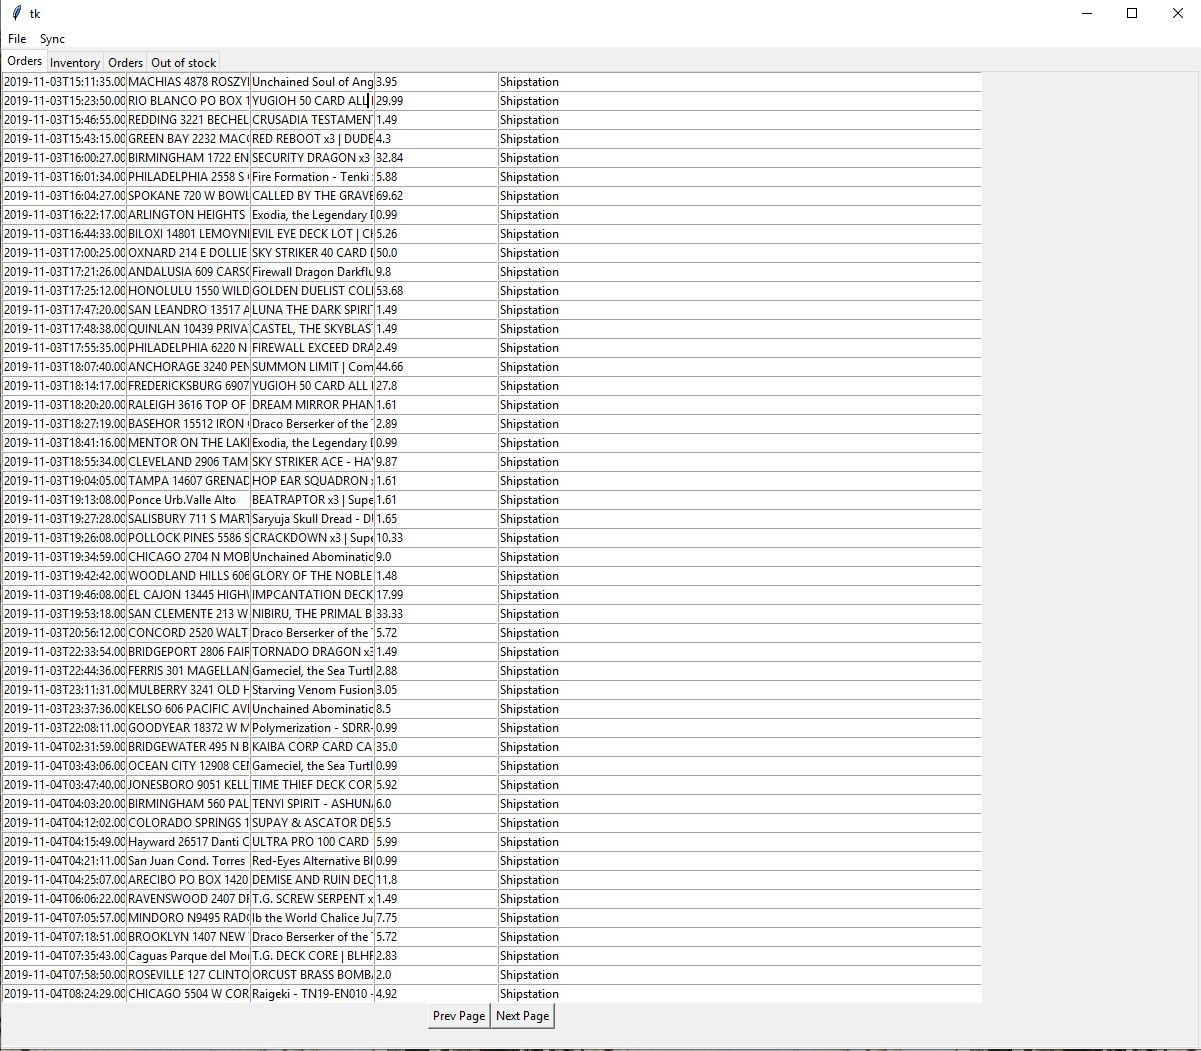 tk
File Sync
Orders Inventory Orders Out of stock
2019-11-03T15:11:35.00 MACHIAS 4878 ROSZYI Unchained Soul of Ang 3.95 Shipstation
2019-11-03T15:23:50.00 RIO BLANCO PO BOX 1 YUGIOH 50 CARD ALL 29.99 Shipstation
2019-11-03T15:46:55.00 REDDING 3221 BECHEL CRUSADIA TESTAMEN 1.49 Shipstation
2019-11-03T15:43:15.00 GREEN BAY 2232 MAC RED REBOOT x3 | DUDE 4.3 Shipstation
2019-11-03T16:00:27.00 BIRMINGHAM 1722 EN SECURITY DRAGON x3 32.84 Shipstation
2019-11-03T16:01:34.00 PHILADELPHIA 2558 S Fire Formation - Tenki 5.88 Shipstation
2019-11-03T16:04:27.00 SPOKANE 720 W BOWL CALLED BY THE GRAVE 69.62 Shipstation
2019-11-03T16:22:17.00 ARLINGTON HEIGHTS Exodia, the Legendary 0.99 Shipstation
2019-11-03T16:44:33.00 BILOXI 14801 LEMOYN EVIL EYE DECK LOT | C 5.26 Shipstation
2019-11-03T17:00:25.00 OXNARD 214 E DOLLIE SKY STRIKER 40 CARD 50.0 Shipstation
2019-11-03T17:21:26.00 ANDALUSIA 609 CARS Firewall Dragon Darkflu 9.8 Shipstation
2019-11-03T17:25:12.00 HONOLULU 1550 WILD GOLDEN DUELIST COL 53.68 Shipstation
2019-11-03T17:47:20.00 SAN LEANDRO 13517 A LUNA THE DARK SPIRI 1.49 Shipstation
2019-11-03T17:48:38.00 QUINLAN 10439 PRIVA CASTEL, THE SKYBLAS 1.49 Shipstation
2019-11-03T17:55:35.00 PHILADELPHIA 6220 N FIREWALL EXCEED DRA 2.49 Shipstation
2019-11-03T18:07:40.00 ANCHORAGE 3240 PEN SUMMON LIMIT | Com 44.66 Shipstation
2019-11-03T18:14:17.00 FREDERICKSBURG 6907 YUGIOH 50 CARD ALL 27.8 Shipstation
2019-11-03T18:20:20.00 RALEIGH 3616 TOP OF DREAM MIRROR PHAN 1.61 Shipstation
2019-11-03T18:27:19.00 BASEHOR 15512 IRON Draco Berserker of the 2.89 Shipstation
2019-11-03T18:41:16.00 MENTOR ON THE LAK Exodia, the Legendary 0.99 Shipstation
2019-11-03T18:55:34.00 CLEVELAND 2906 TAM SKY STRIKER ACE - HA 9.87 Shipstation
2019-11-03T19:04:05.00 TAMPA 14607 GRENAD HOP EAR SQUADRON 1.61 Shipstation
2019-11-03T19:13:08.00 Ponce Urb.Valle Alto BEATRAPTOR x3 | Supe 1.61 Shipstation
2019-11-03T19:27:28.00 SALISBURY 711 S MART Saryuja Skull Dread - D 1.65 Shipstation
2019-11-03T19:26:08.00 POLLOCK PINES 5586 S CRACKDOWN x3 | Supe 10.33 Shipstation
2019-11-03T19:34:59.00 CHICAGO 2704 N MOB Unchained Abominatic 9.0 Shipstation
2019-11-03T19:42:42.00 WOODLAND HILLS 606 GLORY OF THE NOBLE 1.48 Shipstation
2019-11-03T19:46:08.00 EL CAJON 13445 HIGH IMPCANTATION DECK 17.99 Shipstation
2019-11-03T19:53:18.00 SAN CLEMENTE 213 W NIBIRU, THE PRIMAL B 33.33 Shipstation
2019-11-03T20:56:12.00 CONCORD 2520 WALT Draco Berserker of the 5.72 Shipstation
2019-11-03T22:33:54.00 BRIDGEPORT 2806 FAIR TORNADO DRAGON x3 1.49 Shipstation
2019-11-03T22:44:36.00 FERRIS 301 MAGELLAN Gameciel, the Sea Turtl 2.88 Shipstation
2019-11-03T23:11:31.00 MULBERRY 3241 OLD H Starving Venom Fusion 3.05 Shipstation
2019-11-03T23:37:36.00 KELSO 606 PACIFIC AV Unchained Abominatic 8.5 Shipstation
2019-11-03T22:08:11.00 GOODYEAR 18372 W M Polymerization - SDRR- 0.99 Shipstation
2019-11-04T02:31:59.00 BRIDGEWATER 495 N B KAIBA CORP CARD CA 35.0 Shipstation
2019-11-04T03:43:06.00 OCEAN CITY 12908 CE Gameciel, the Sea Turtl 0.99 Shipstation
2019-11-04T03:47:40.00 JONESBORO 9051 KELL TIME THIEF DECK COR 5.92 Shipstation
2019-11-04T04:03:20.00 BIRMINGHAM 560 PAL TENYI SPIRIT - ASHUN 6.0 Shipstation
2019-11-04T04:12:02.00 COLORADO SPRINGS 1 SUPAY & ASCATOR DE 5.5 Shipstation
2019-11-04T04:15:49.00 Hayward 26517 Danti C ULTRA PRO 100 CARD 5.99 Shipstation
2019-11-04T04:21:11.00 San Juan Cond. Torres Red-Eyes Alternative Bl 0.99 Shipstation
2019-11-04T04:25:07.00 ARECIBO PO BOX 1420 DEMISE AND RUIN DEC 11.8 Shipstation
2019-11-04T06:06:22.00 RAVENSWOOD 2407 D T.G. SCREW SERPENT x 1.49 Shipstation
2019-11-04T07:05:57.00 MINDORO N9495 RAD Ib the World Chalice Ju 7.75 Shipstation
2019-11-04T07:18:51.00 BROOKLYN 1407 NEW Draco Berserker of the 5.72 Shipstation
2019-11-04T07:35:43.00 Caguas Parque del Mo T.G. DECK CORE | BLHR 2.83 Shipstation
2019-11-04T07:58:50.00 ROSEVILLE 127 CLINTO ORCUST BRASS BOMB 2.0 Shipstation
2019-11-04T08:24:29.00 CHICAGO 5504 W COR Raigeki - TN19-EN010 - 4.92 Shipstation
Prev Page Next Page